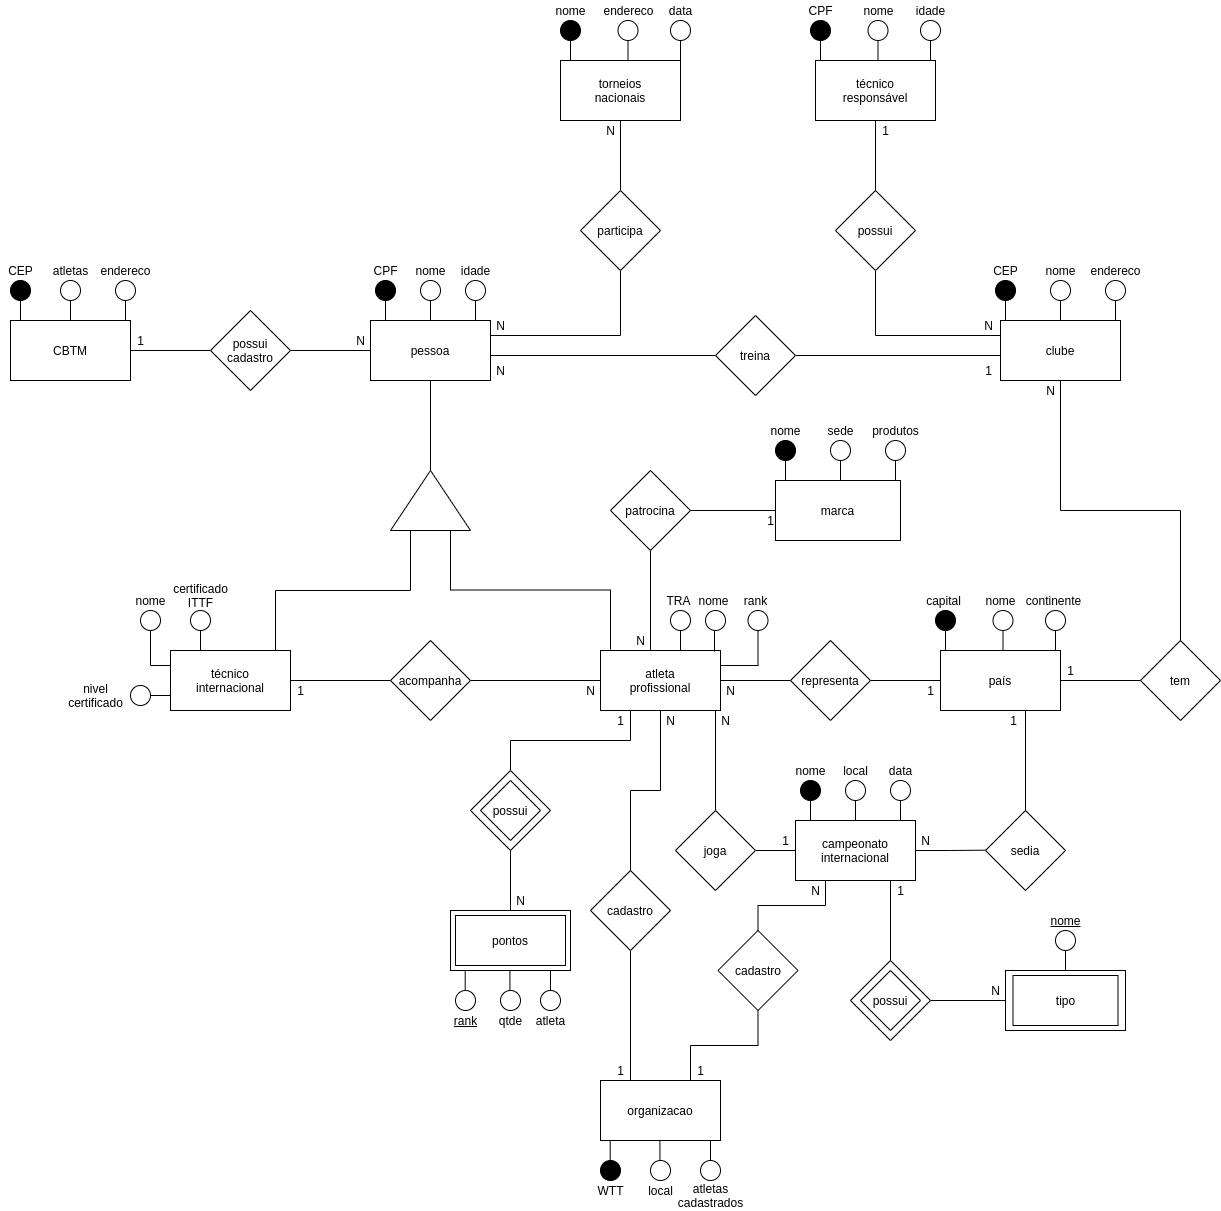 nome
endereco
data
CPF
nome
idade
torneios
nacionais
técnico
responsável
N
1
participa
possui
CEP
atletas
endereco
CPF
nome
idade
CEP
nome
endereco
CBTM
1
possui
cadastro
N
pessoa
N
N
treina
N
1
clube
N
nome
sede
produtos
patrocina
1
marca
nome
certificado
ITTF
TRA
nome
rank
capital
nome
continente
N
técnico
internacional
nivel
certificado
1
acompanha
N
atleta
profissional
N
representa
1
país
1
tem
1
N
N
1
nome
local
data
possui
joga
1
campeonato
internacional
N
sedia
N
1
N
cadastro
nome
pontos
cadastro
possui
N
tipo
rank
qtde
atleta
1
1
organizacao
WTT
local
atletas
cadastrados